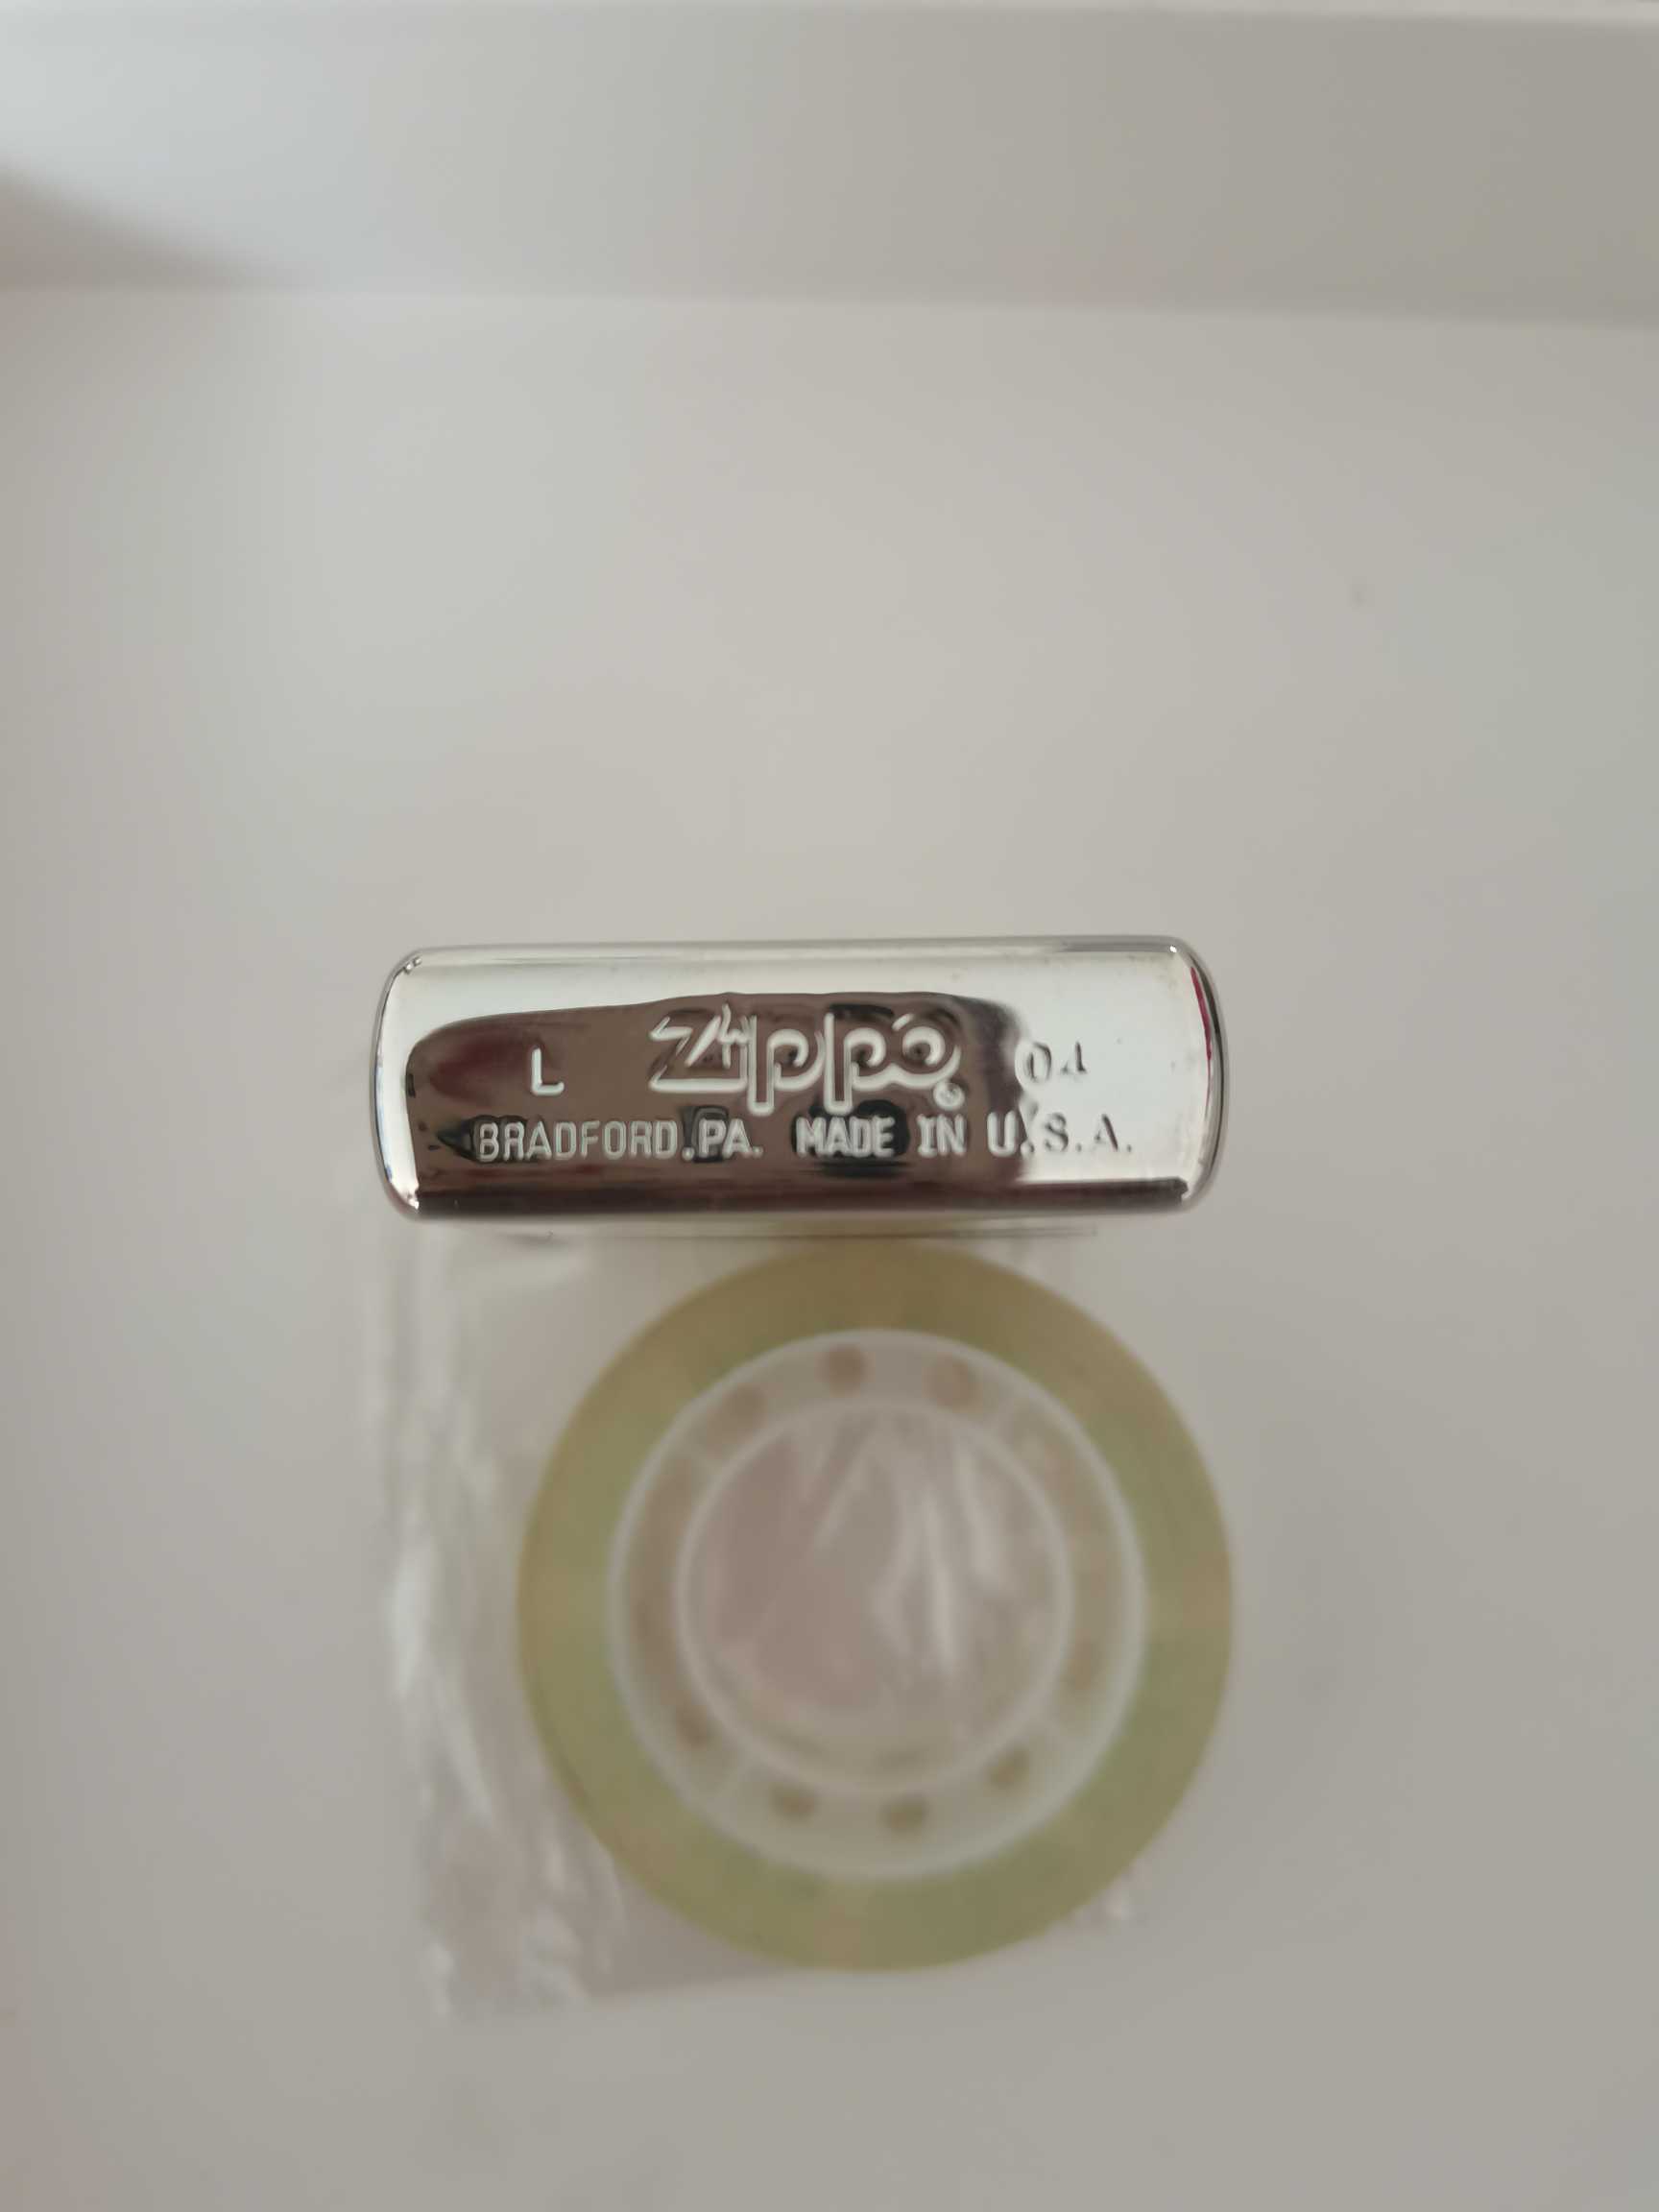 L Zippo® 04
BRADFORD,PA. MADE IN U.S.A.